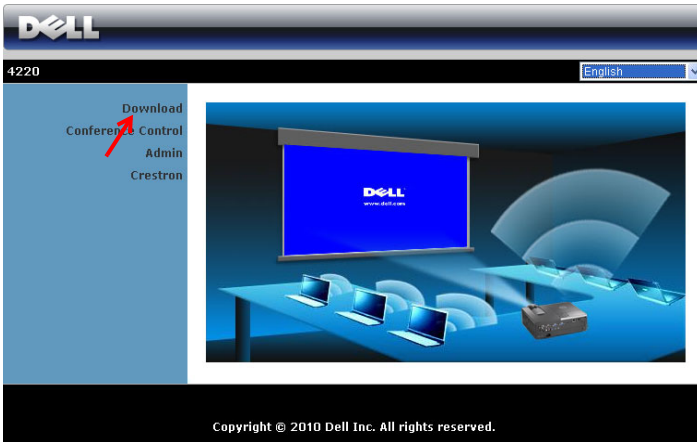 DELL
4220
English
Download
Conference Control
Admin
Crestron
DELL
www.dell.com
Copyright © 2010 Dell Inc. All rights reserved.